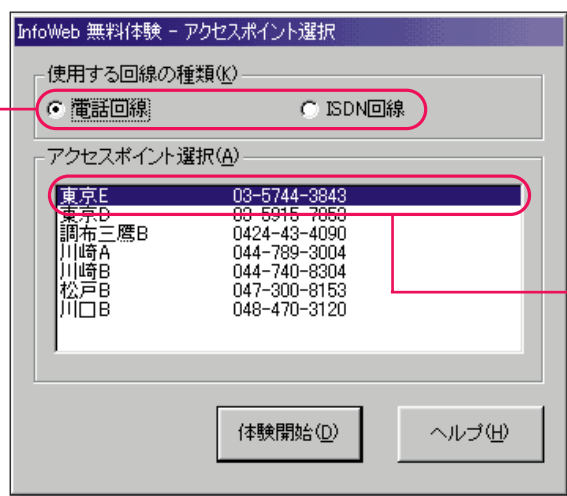 InfoWeb 無料体験 - アクセスポイント選択
使用する回線の種類(K)
電話回線 ISDN回線
アクセスポイント選択(A)
東京E 03-5744-3843
東京D 03-5915-7853
調布三鷹B 0424-43-4090
川崎A 044-789-3004
川崎B 044-740-8304
松戸B 047-300-8153
川口B 048-470-3120
体験開始(D) ヘルプ(H)